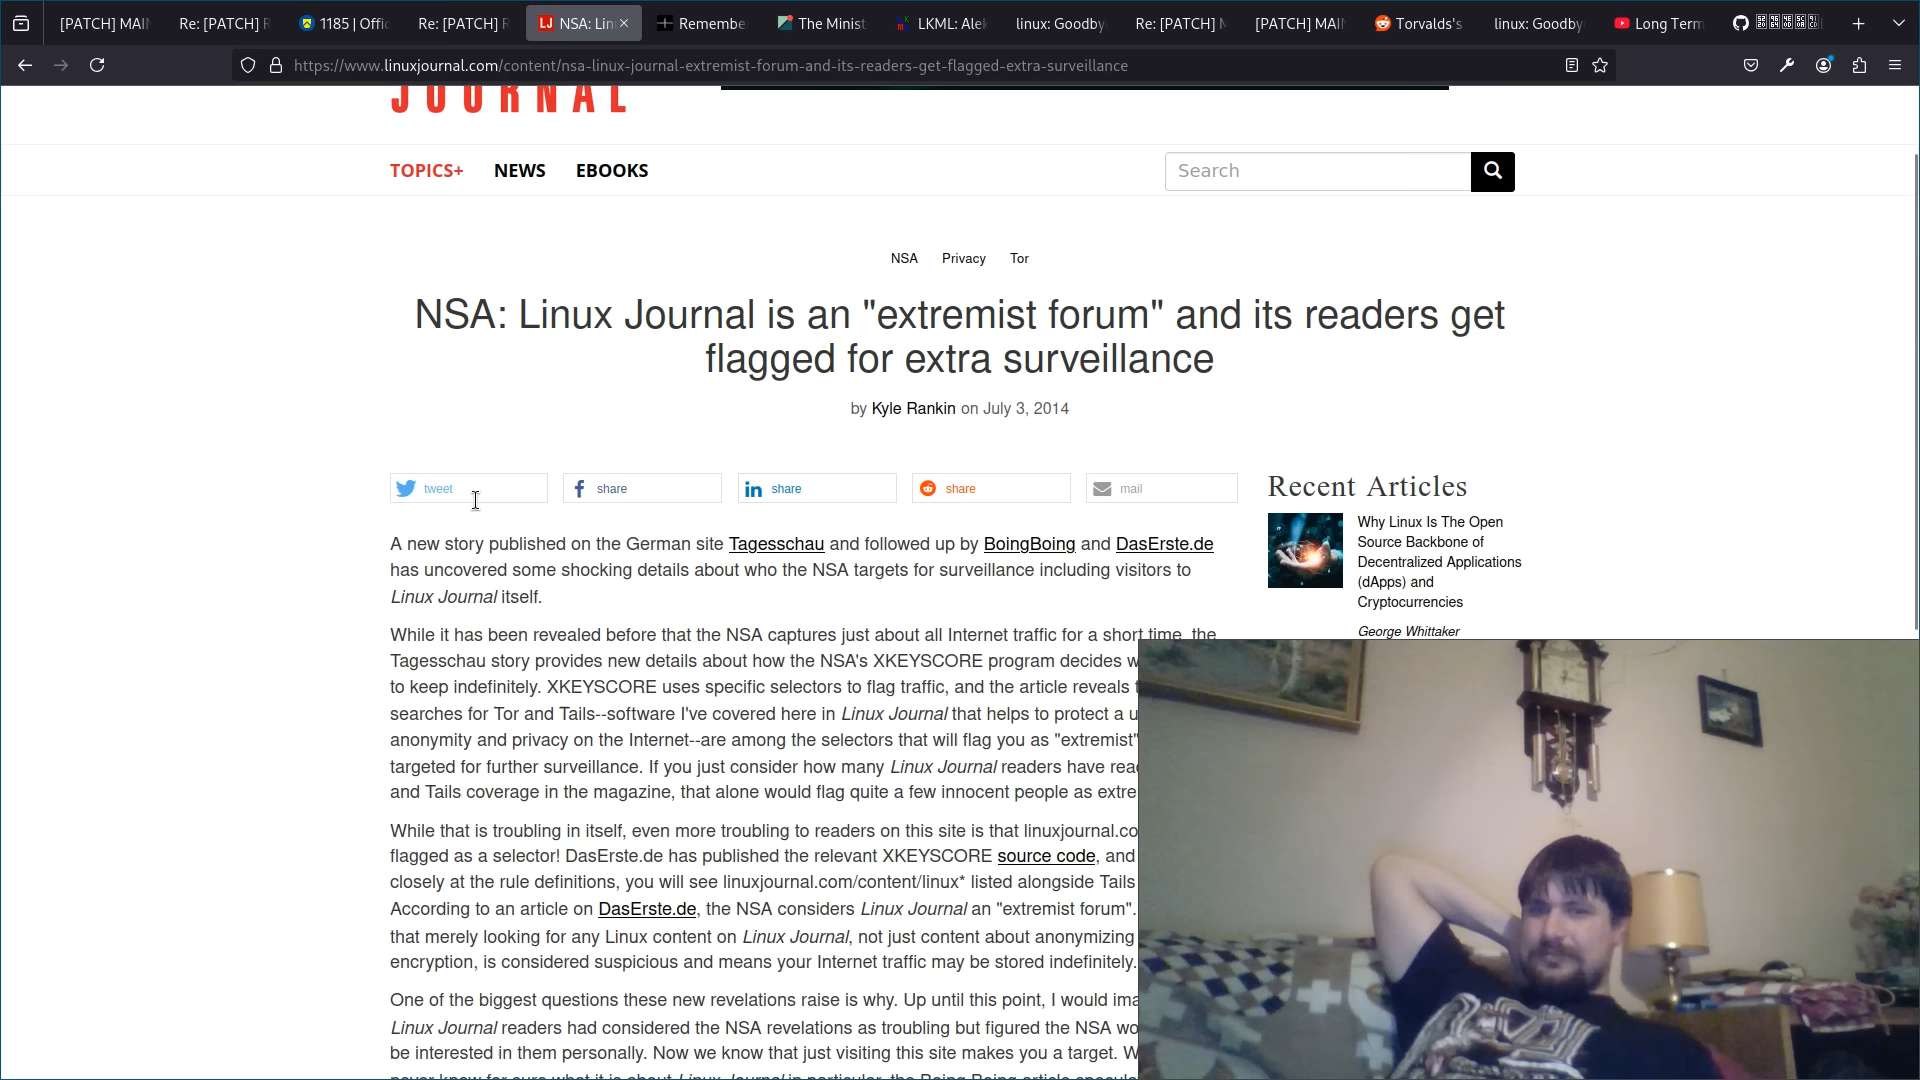 [PATCH] MAI
Re: [PATCH] R
1185 | Offic
Re: [PATCH] R
NSA: Lin
Remembe
The Minist
LKML: Alek
linux: Goodby
Re: [PATCH] M
[PATCH] MAI
Torvalds's
linux: Goodby
Long Term
https://www.linuxjournal.com/content/nsa-linux-journal-extremist-forum-and-its-readers-get-flagged-extra-surveillance
JOURNAL
TOPICS+ NEWS EBOOKS
Search
NSA Privacy Tor
NSA: Linux Journal is an "extremist forum" and its readers get
flagged for extra surveillance
by Kyle Rankin on July 3, 2014
tweet share share share mail
A new story published on the German site Tagesschau and followed up by BoingBoing and DasErste.de
has uncovered some shocking details about who the NSA targets for surveillance including visitors to
Linux Journal itself.
While it has been revealed before that the NSA captures just about all Internet traffic for a short time, the
Tagesschau story provides new details about how the NSA's XKEYSCORE program decides w
to keep indefinitely. XKEYSCORE uses specific selectors to flag traffic, and the article reveals t
searches for Tor and Tails--software I've covered here in Linux Journal that helps to protect a u
anonymity and privacy on the Internet--are among the selectors that will flag you as "extremist"
targeted for further surveillance. If you just consider how many Linux Journal readers have rea
and Tails coverage in the magazine, that alone would flag quite a few innocent people as extre
While that is troubling in itself, even more troubling to readers on this site is that linuxjournal.co
flagged as a selector! DasErste.de has published the relevant XKEYSCORE source code, and
closely at the rule definitions, you will see linuxjournal.com/content/linux* listed alongside Tails
According to an article on DasErste.de, the NSA considers Linux Journal an "extremist forum".
that merely looking for any Linux content on Linux Journal, not just content about anonymizing
encryption, is considered suspicious and means your Internet traffic may be stored indefinitely.
One of the biggest questions these new revelations raise is why. Up until this point, I would ima
Linux Journal readers had considered the NSA revelations as troubling but figured the NSA wo
be interested in them personally. Now we know that just visiting this site makes you a target. W
Recent Articles
Why Linux Is The Open
Source Backbone of
Decentralized Applications
(dApps) and
Cryptocurrencies
George Whittaker